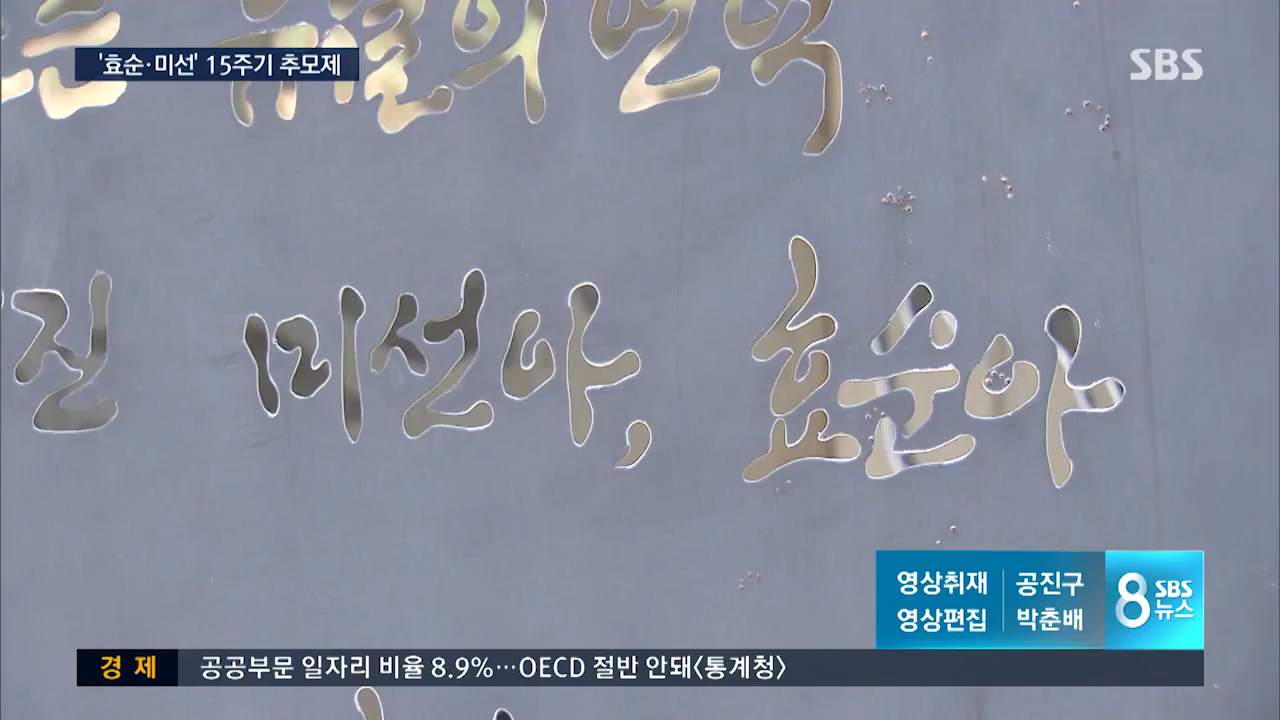 '효순·미선' 15주기 추모제
SBS
진 미선아, 효순아
영상취재 공진구
영상편집 박춘배
8 SBS 뉴스
경제 공공부문 일자리 비율 8.9%…OECD 절반 안돼<통계청>